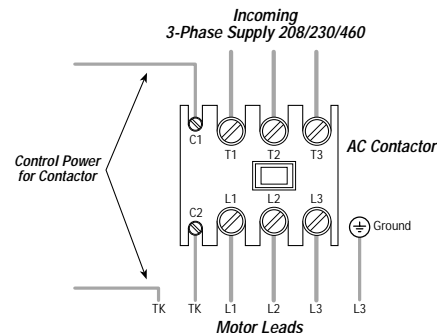 Incoming
3-Phase Supply 208/230/460
C1
T1 T2 T3
AC Contactor
Control Power
for Contactor
L1 L2 L3
C2
Ground
TK TK L1 L2 L3 L3
Motor Leads